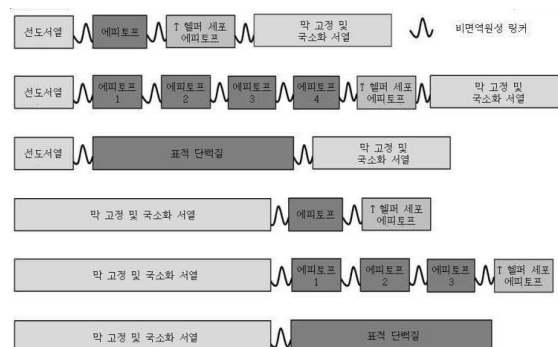 선도서열 에피토프 ↑ 헬퍼 세포
에피토프 막 고정 및
국소화 서열 비면역원성 링커
선도서열 에피토프
1 에피토프
2 에피토프
3 에피토프
4 ↑ 헬퍼 세포
에피토프 막 고정 및
국소화 서열
선도서열 표적 단백질 막 고정 및
국소화 서열
막 고정 및 국소화 서열 에피토프 ↑ 헬퍼 세포
에피토프
막 고정 및 국소화 서열 에피토프
1 에피토프
2 에피토프
3 ↑ 헬퍼 세포
에피토프
막 고정 및 국소화 서열 표적 단백질